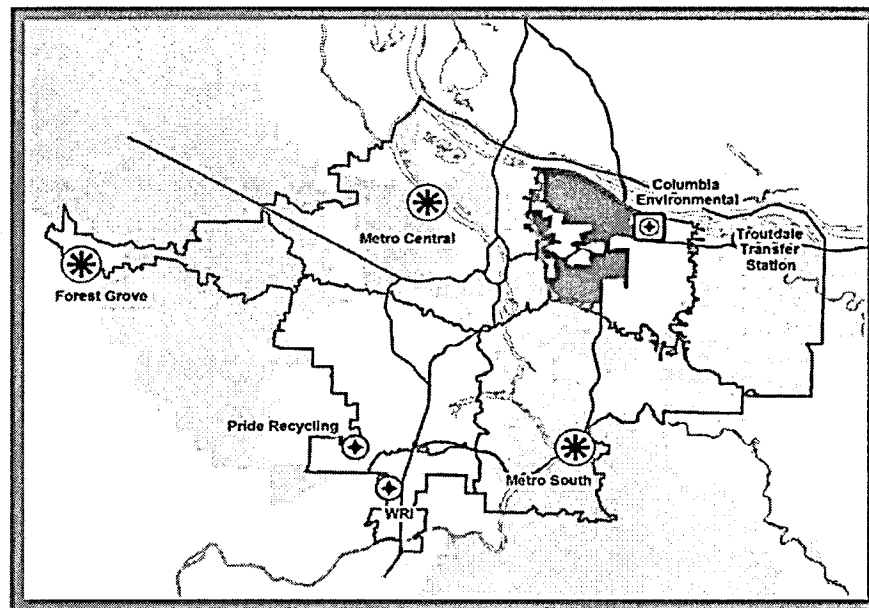 Columbia
Environmental
Metro Central
Troutdale
Transfer
Station
Forest Grove
Pride Recycling
Metro South
WRI